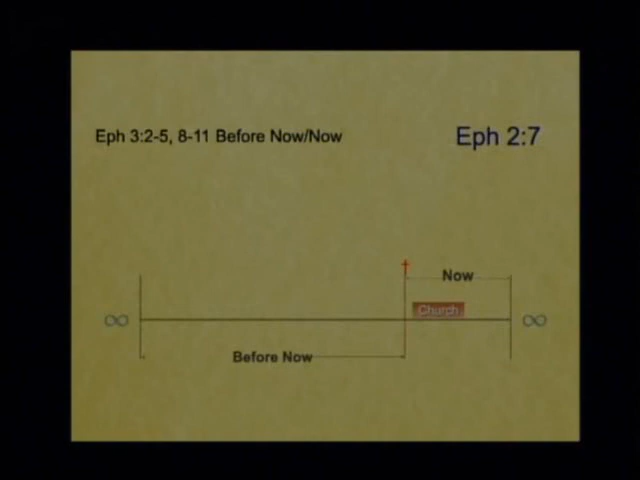 Eph 3:2-5, 8-11 Before Now/Now
Eph 2:7
Now
Church
∞
∞
Before Now